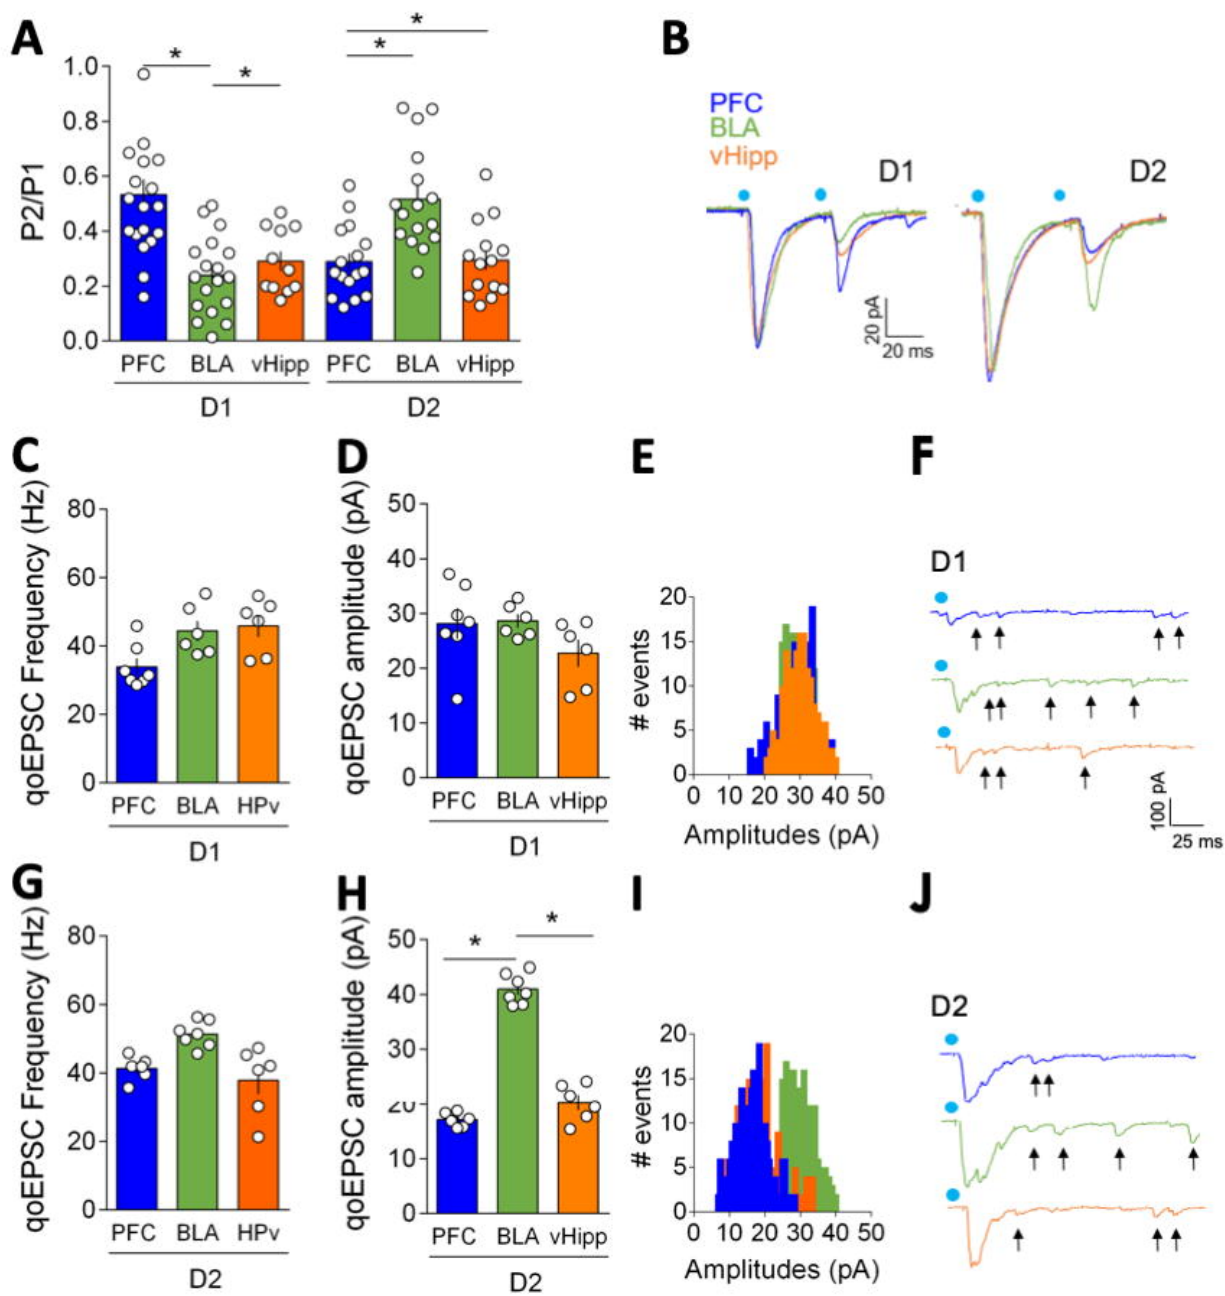 A
P2/P1
1.0
0.8
0.6
0.4
0.2
0.0
* * * *
PFC BLA vHipp PFC BLA vHipp
D1 D2
B
PFC
BLA
vHipp
D1 D2
20 pA
20 ms
C
qoEPSC Frequency (Hz)
80
60
40
20
0
PFC BLA HPv
D1
D
qoEPSC amplitude (pA)
50
40
30
20
10
0
PFC BLA vHipp
D1
E
# events
20
15
10
5
0
0 10 20 30 40 50
Amplitudes (pA)
F
D1
100 pA
25 ms
G
qoEPSC Frequency (Hz)
80
60
40
20
0
PFC BLA HPv
D2
H
qoEPSC amplitude (pA)
50
40
30
20
10
0
* *
PFC BLA vHipp
D2
I
# events
20
15
10
5
0
0 10 20 30 40 50
Amplitudes (pA)
J
D2